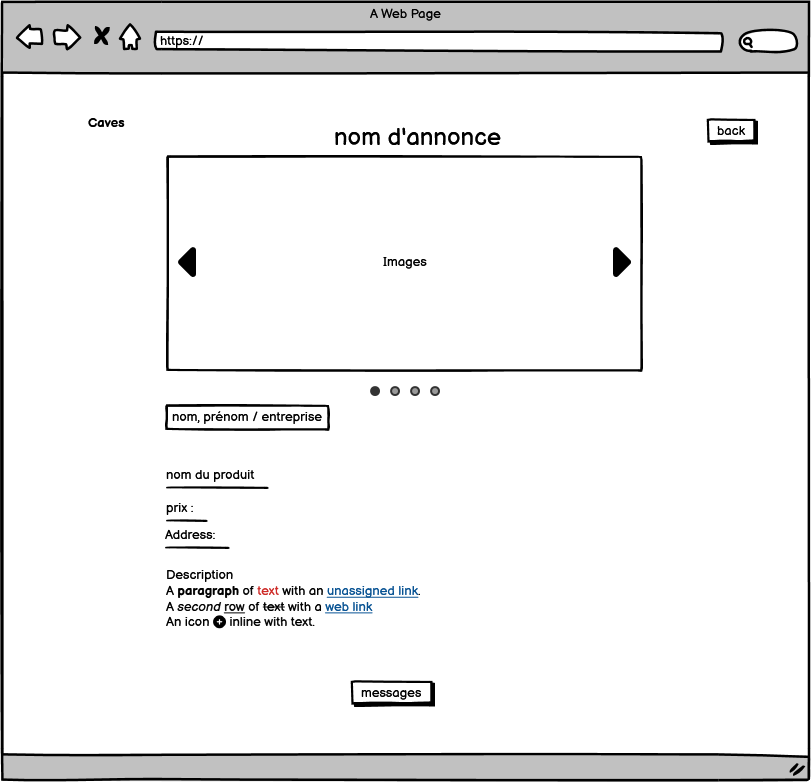 A Web Page
https://
Caves
nom d'annonce
back
Images
nom, prénom / entreprise
nom du produit
prix :
Address:
Description
A paragraph of text with an unassigned link.
A second row of text with a web link
An icon inline with text.
messages